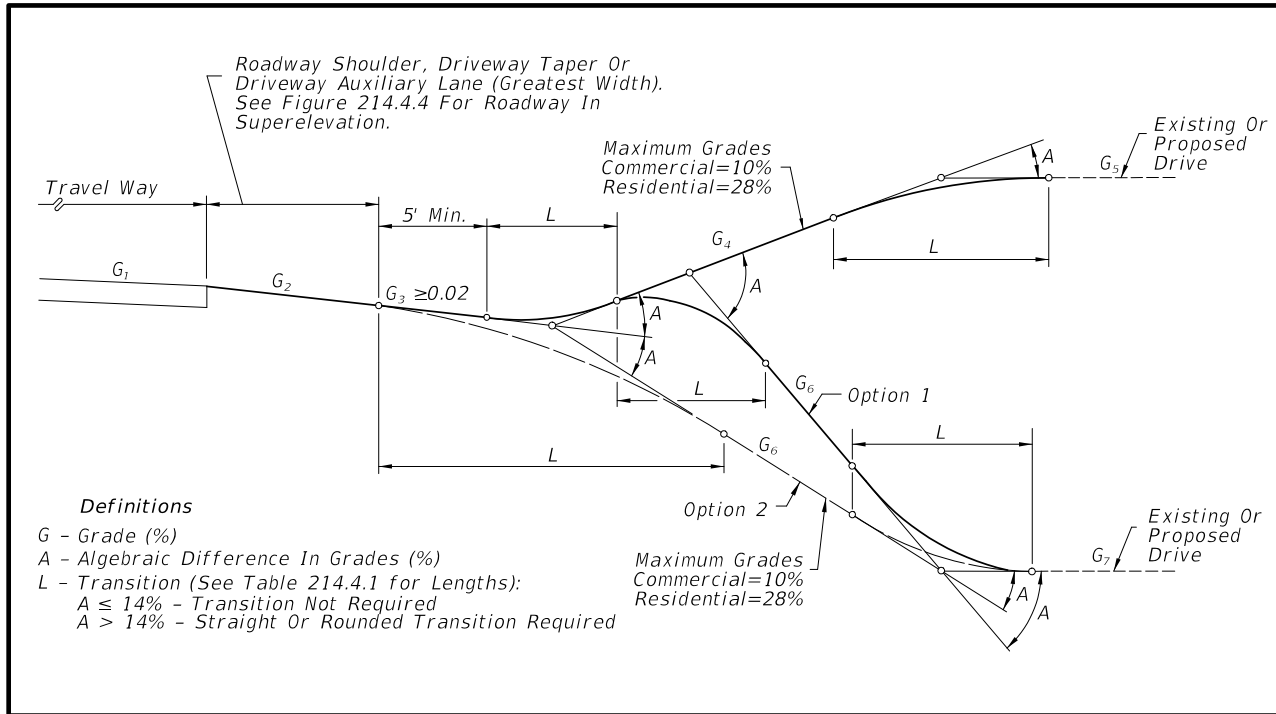 Roadway Shoulder, Driveway Taper Or
Driveway Auxiliary Lane (Greatest Width).
See Figure 214.4.4 For Roadway In
Superelevation.
Travel Way
5' Min.
L
Maximum Grades
Commercial=10%
Residential=28%
A
G5
Existing Or
Proposed
Drive
G1
G2
G3 ≥0.02
G4
L
A
A
A
L
G6
Option 1
L
L
G6
Option 2
Maximum Grades
Commercial=10%
Residential=28%
G7
Existing Or
Proposed
Drive
A
A
Definitions
G – Grade (%)
A – Algebraic Difference In Grades (%)
L – Transition (See Table 214.4.1 for Lengths):
A ≤ 14% – Transition Not Required
A > 14% – Straight Or Rounded Transition Required